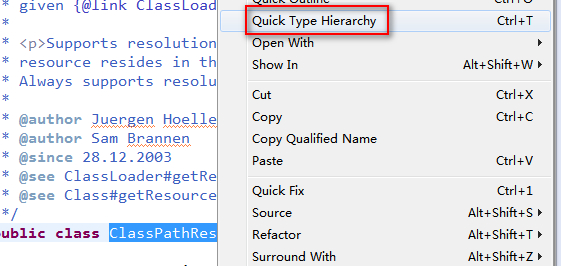 * given {@link ClassLoa
*
* <p>Supports resolution
* resource resides in th
* Always supports resolu
*
* @author Juergen Hoelle
* @author Sam Brannen
* @since 28.12.2003
* @see ClassLoader#getRe
* @see Class#getResource
*/
public class ClassPathRes
Quick Outline Ctrl+O
Quick Type Hierarchy Ctrl+T
Open With
Show In Alt+Shift+W
Cut Ctrl+X
Copy Ctrl+C
Copy Qualified Name
Paste Ctrl+V
Quick Fix Ctrl+1
Source Alt+Shift+S
Refactor Alt+Shift+T
Surround With Alt+Shift+Z